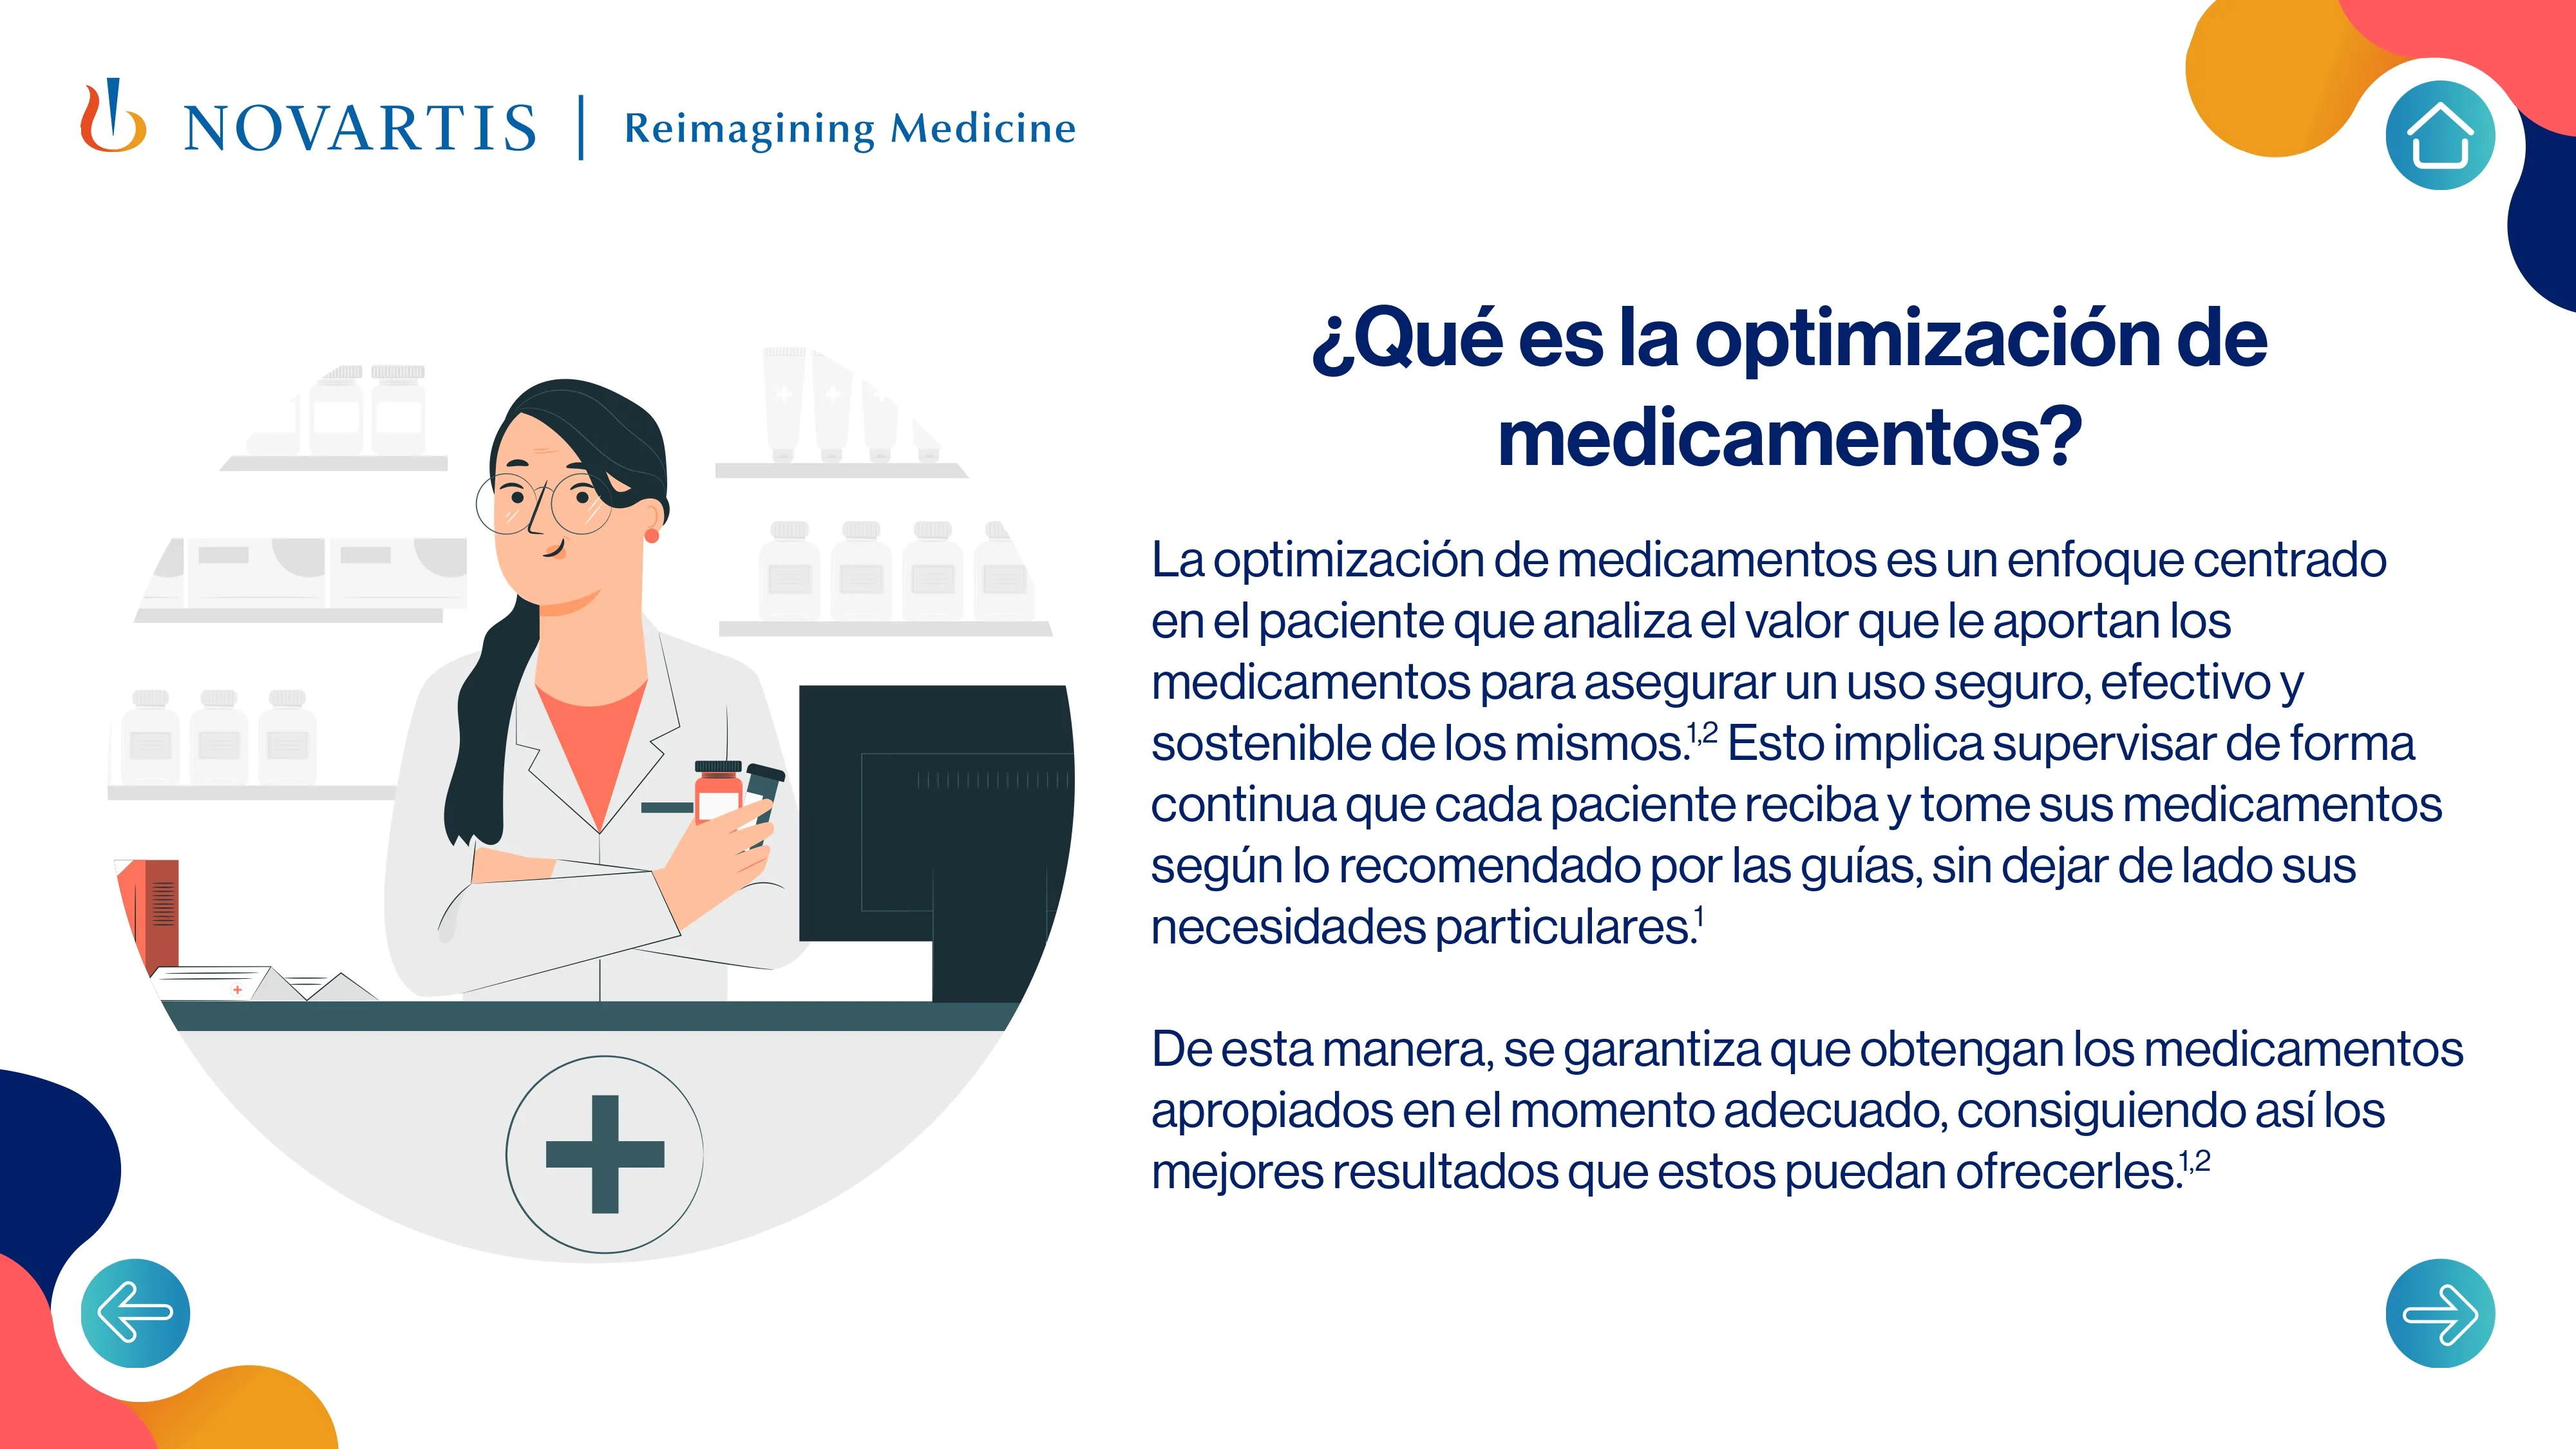 NOVARTIS | Reimagining Medicine
¿Qué es la optimización de
medicamentos?
La optimización de medicamentos es un enfoque centrado
en el paciente que analiza el valor que le aportan los
medicamentos para asegurar un uso seguro, efectivo y
sostenible de los mismos.1,2 Esto implica supervisar de forma
continua que cada paciente reciba y tome sus medicamentos
según lo recomendado por las guías, sin dejar de lado sus
necesidades particulares.1
De esta manera, se garantiza que obtengan los medicamentos
apropiados en el momento adecuado, consiguiendo así los
mejores resultados que estos puedan ofrecerles.1,2